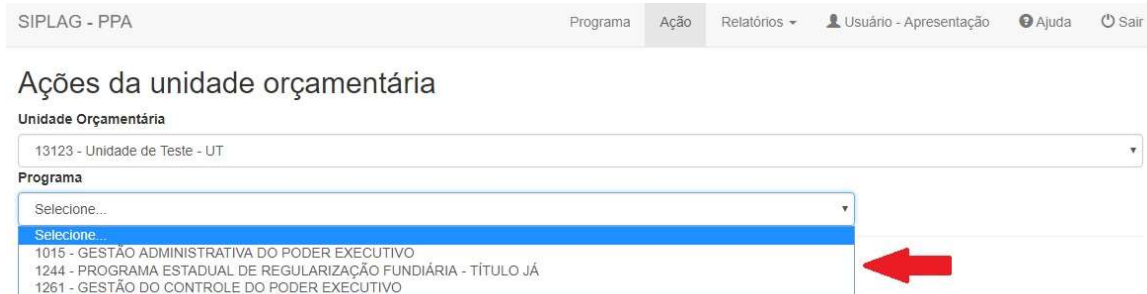 SIPLAG - PPA Programa Ação Relatórios Usuário - Apresentação Ajuda Sair
Ações da unidade orçamentária
Unidade Orçamentária
13123 - Unidade de Teste - UT
Programa
Selecione...
Selecione...
1015 - GESTÃO ADMINISTRATIVA DO PODER EXECUTIVO
1244 - PROGRAMA ESTADUAL DE REGULARIZAÇÃO FUNDIÁRIA - TÍTULO JÁ
1261 - GESTÃO DO CONTROLE DO PODER EXECUTIVO